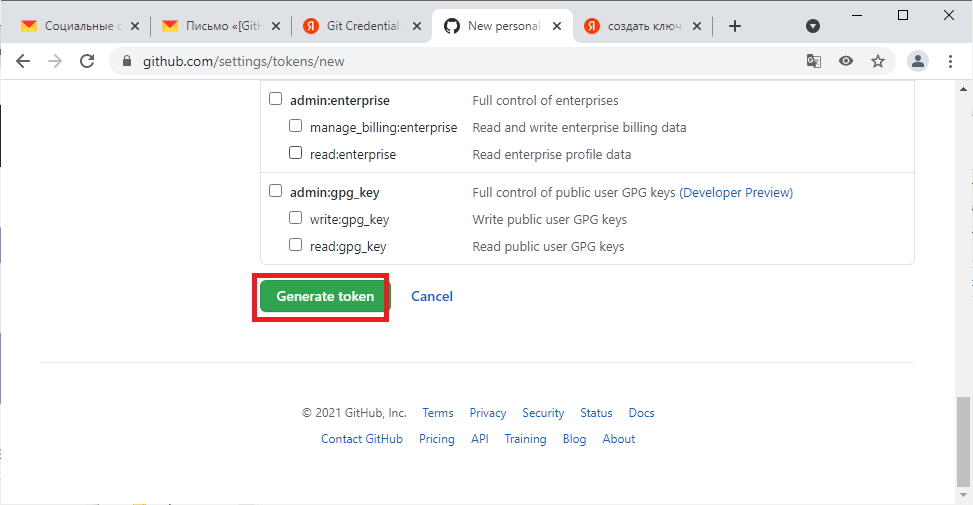 Социальные с
Письмо «[GitH
Git Credential
New personal
создать ключ
github.com/settings/tokens/new
admin:enterprise Full control of enterprises
manage_billing:enterprise Read and write enterprise billing data
read:enterprise Read enterprise profile data
admin:gpg_key Full control of public user GPG keys (Developer Preview)
write:gpg_key Write public user GPG keys
read:gpg_key Read public user GPG keys
Generate token Cancel
© 2021 GitHub, Inc. Terms Privacy Security Status Docs
Contact GitHub Pricing API Training Blog About